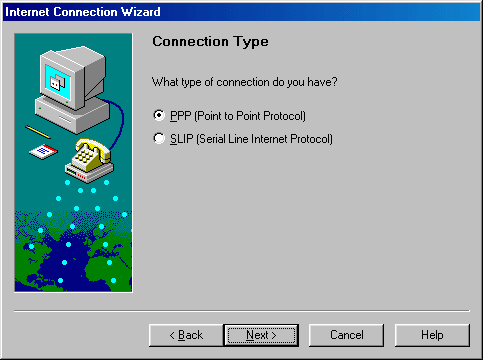 Internet Connection Wizard
Connection Type
What type of connection do you have?
PPP (Point to Point Protocol)
SLIP (Serial Line Internet Protocol)
< Back Next > Cancel Help